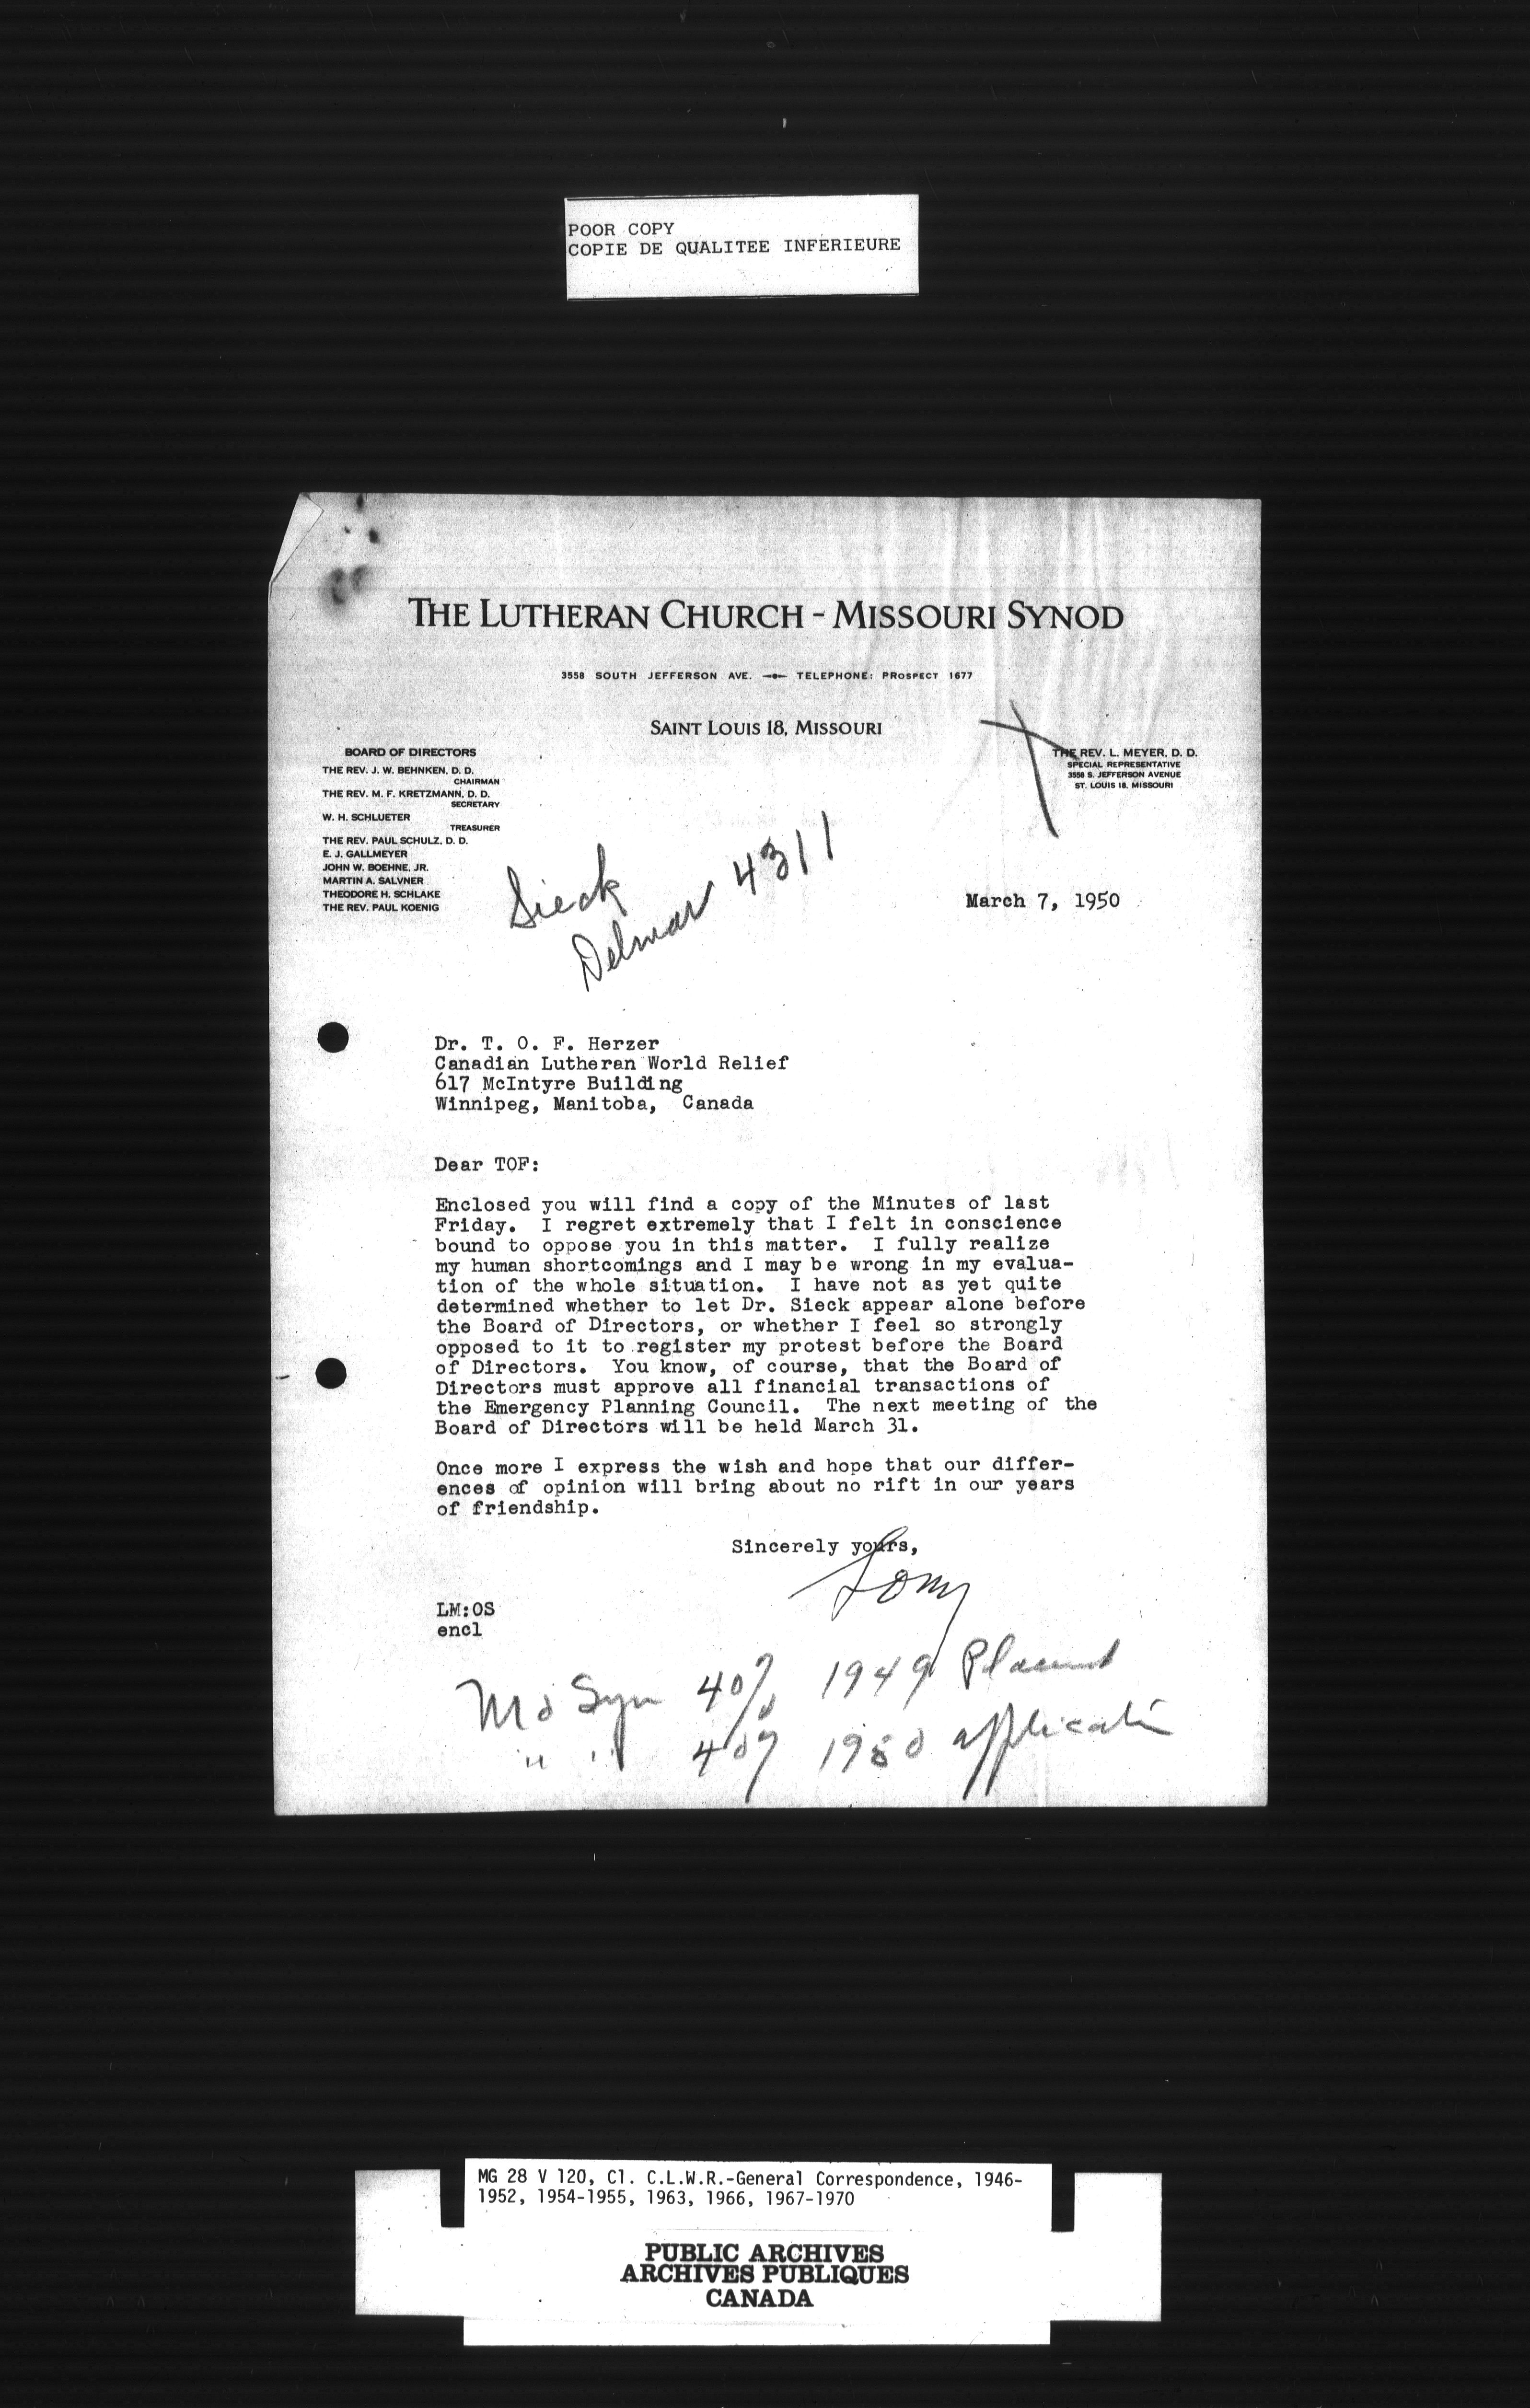 POOR COPY
COPIE DE QUALITEE INFERIEURE
THE LUTHERAN CHURCH - MISSOURI SYNOD
3558 SOUTH JEFFERSON AVE. TELEPHONE: PROSPECT 1677
SAINT LOUIS 18, MISSOURI
BOARD OF DIRECTORS
THE REV. J. W. BEHNKEN, D. D.
CHAIRMAN
THE REV. M. F. KRETZMANN, D. D.
SECRETARY
W. H. SCHLUETER
TREASURER
THE REV. PAUL SCHULZ, D. D.
E. J. GALLMEYER
JOHN W. BOEHNE, JR.
MARTIN A. SALVNER
THEODORE H. SCHLAKE
THE REV. PAUL KOENIG
THE REV. L. MEYER, D. D.
SPECIAL REPRESENTATIVE
3558 S. JEFFERSON AVENUE
ST. LOUIS 18, MISSOURI
Sieck
Delmar 4311
March 7, 1950
Dr. T. O. F. Herzer
Canadian Lutheran World Relief
617 McIntyre Building
Winnipeg, Manitoba, Canada
Dear TOF:
Enclosed you will find a copy of the Minutes of last
Friday. I regret extremely that I felt in conscience
bound to oppose you in this matter. I fully realize
my human shortcomings and I may be wrong in my evalua-
tion of the whole situation. I have not as yet quite
determined whether to let Dr. Sieck appear alone before
the Board of Directors, or whether I feel so strongly
opposed to it to register my protest before the Board
of Directors. You know, of course, that the Board of
Directors must approve all financial transactions of
the Emergency Planning Council. The next meeting of the
Board of Directors will be held March 31.
Once more I express the wish and hope that our differ-
ences of opinion will bring about no rift in our years
of friendship.
Sincerely yours,
LM:OS
encl
Mo Syn 40% 1949
" " 40% 1950 
MG 28 V 120, C1. C.L.W.R.-General Correspondence, 1946-
1952, 1954-1955, 1963, 1966, 1967-1970
PUBLIC ARCHIVES
ARCHIVES PUBLIQUES
CANADA